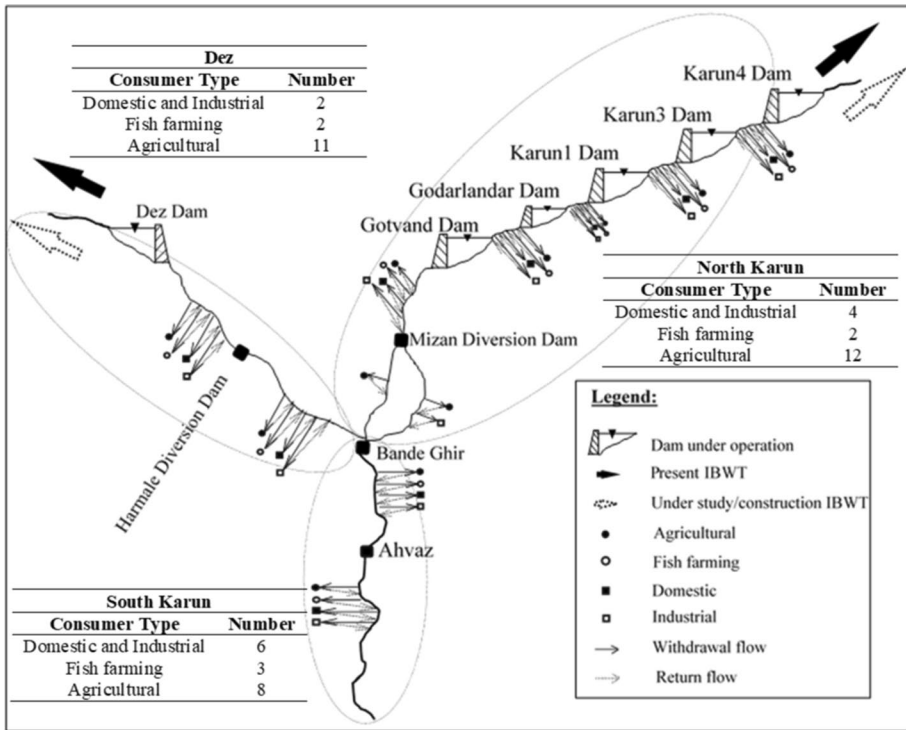 Dez
Consumer Type Number
Domestic and Industrial 2
Fish farming 2
Agricultural 11
Karun4 Dam
Karun3 Dam
Karun1 Dam
Godarlandar Dam
Gotvand Dam
Dez Dam
North Karun
Consumer Type Number
Domestic and Industrial 4
Fish farming 2
Agricultural 12
Mizan Diversion Dam
Harmale Diversion Dam
Bande Ghir
Ahvaz
Legend:
Dam under operation
Present IBWT
Under study/construction IBWT
Agricultural
Fish farming
Domestic
Industrial
Withdrawal flow
Return flow
South Karun
Consumer Type Number
Domestic and Industrial 6
Fish farming 3
Agricultural 8